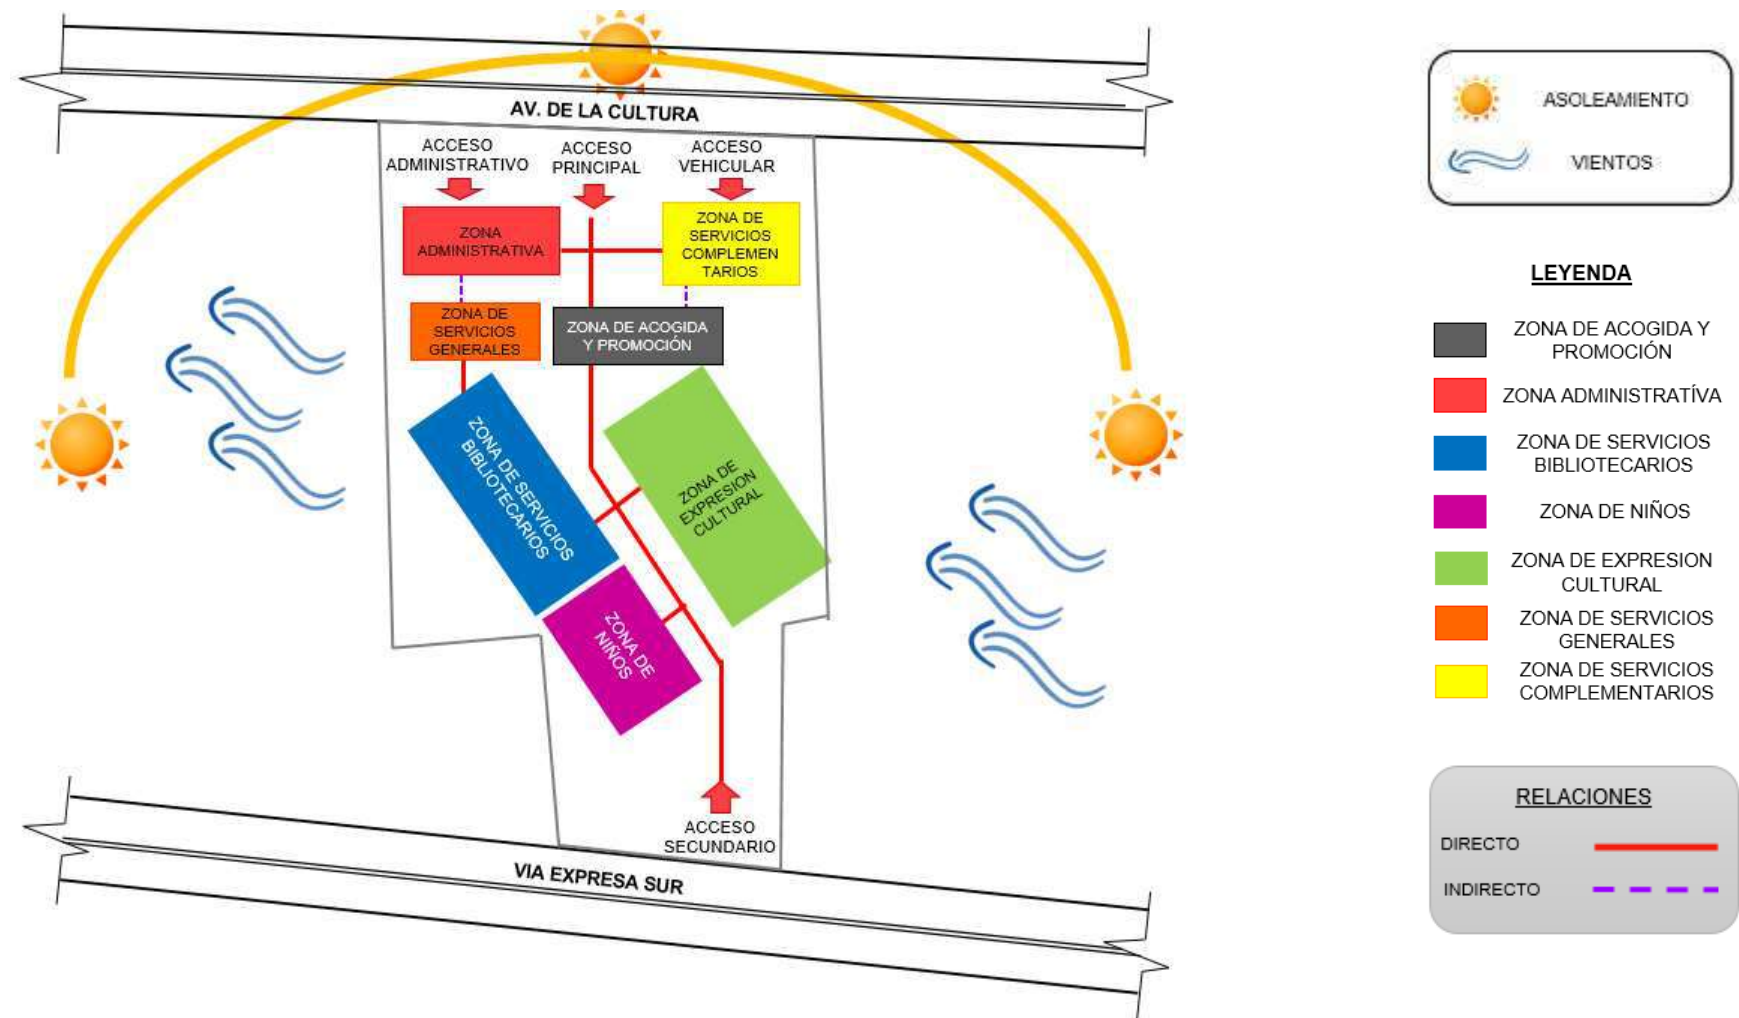 AV. DE LA CULTURA
ACCESO
ADMINISTRATIVO
ACCESO
PRINCIPAL
ACCESO
VEHICULAR
ZONA
ADMINISTRATIVA
ZONA DE
SERVICIOS
COMPLEMEN
TARIOS
ZONA DE
SERVICIOS
GENERALES
ZONA DE ACOGIDA
Y PROMOCIÓN
ZONA DE SERVICIOS
BIBLIOTECARIOS
ZONA DE
EXPRESION
CULTURAL
ZONA DE
NIÑOS
ACCESO
SECUNDARIO
VIA EXPRESA SUR
ASOLEAMIENTO
VIENTOS
LEYENDA
ZONA DE ACOGIDA Y
PROMOCIÓN
ZONA ADMINISTRATÍVA
ZONA DE SERVICIOS
BIBLIOTECARIOS
ZONA DE NIÑOS
ZONA DE EXPRESION
CULTURAL
ZONA DE SERVICIOS
GENERALES
ZONA DE SERVICIOS
COMPLEMENTARIOS
RELACIONES
DIRECTO
INDIRECTO